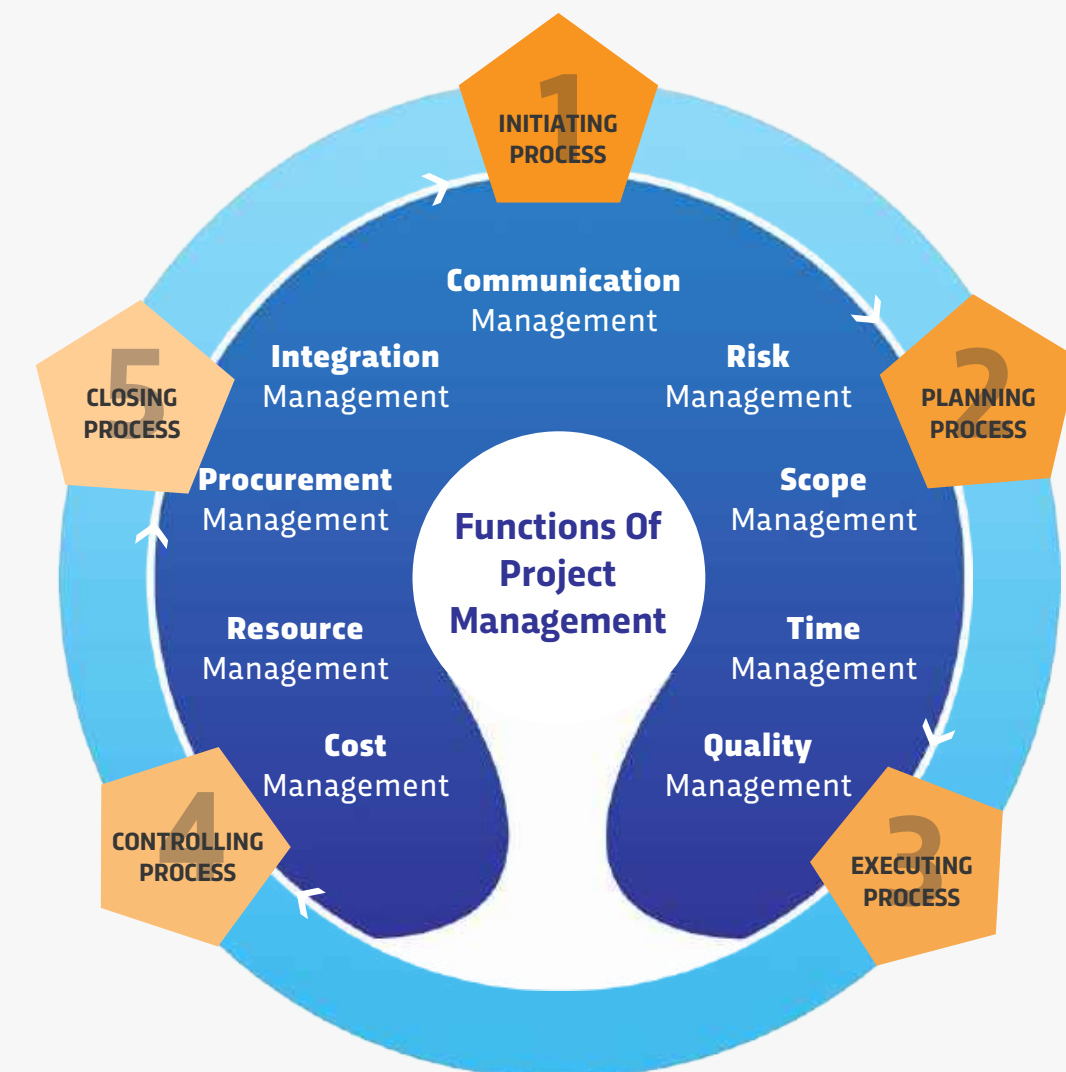 1
INITIATING
PROCESS
Communication
Management
Integration
Management
Risk
Management
5
CLOSING
PROCESS
2
PLANNING
PROCESS
Procurement
Management
Scope
Management
Functions Of
Project
Management
Resource
Management
Time
Management
Cost
Management
Quality
Management
4
CONTROLLING
PROCESS
3
EXECUTING
PROCESS